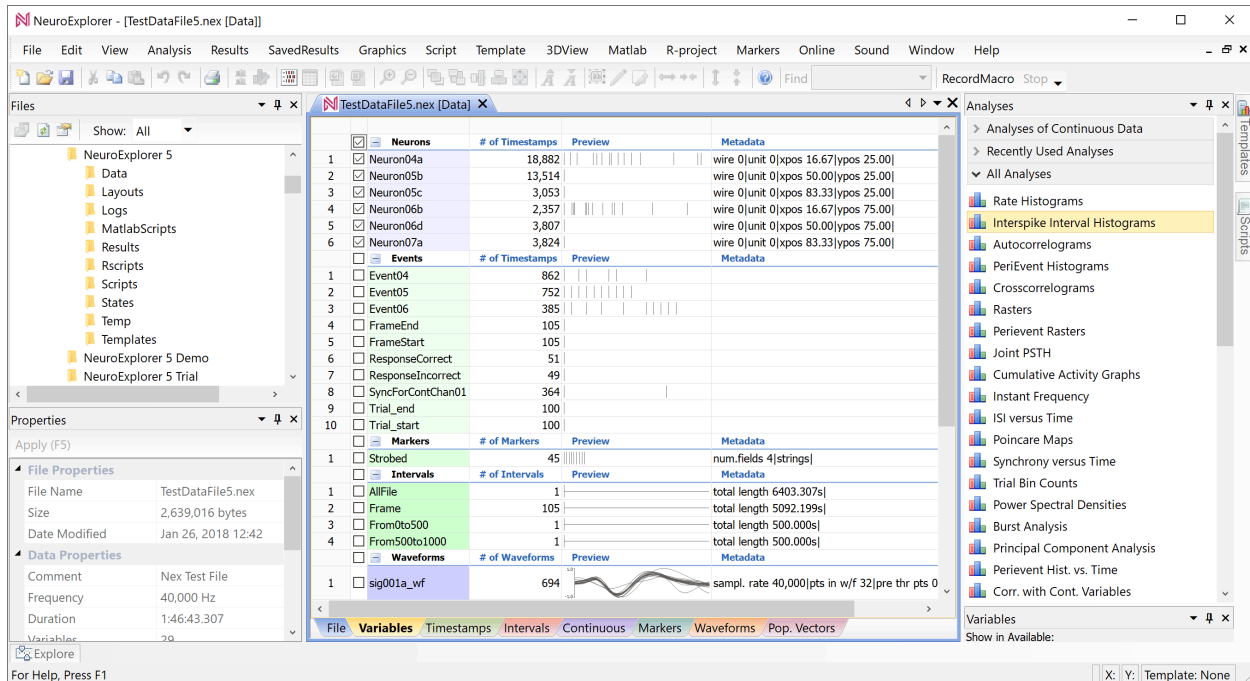 NeuroExplorer - [TestDataFile5.nex [Data]]
File Edit View Analysis Results SavedResults Graphics Script Template 3DView Matlab R-project Markers Online Sound Window Help
Find RecordMacro Stop
Files
Show: All
NeuroExplorer 5
Data
Layouts
Logs
MatlabScripts
Results
Rscripts
Scripts
States
Temp
Templates
NeuroExplorer 5 Demo
NeuroExplorer 5 Trial
Properties
Apply (F5)
File Properties
File Name TestDataFile5.nex
Size 2,639,016 bytes
Date Modified Jan 26, 2018 12:42
Data Properties
Comment Nex Test File
Frequency 40,000 Hz
Duration 1:46:43.307
Variables 29
Explore
TestDataFile5.nex [Data]
Neurons # of Timestamps Preview Metadata
1 Neuron04a 18,882 wire 0|unit 0|xpos 16.67|ypos 25.00|
2 Neuron05b 13,514 wire 0|unit 0|xpos 50.00|ypos 25.00|
3 Neuron05c 3,053 wire 0|unit 0|xpos 83.33|ypos 25.00|
4 Neuron06b 2,357 wire 0|unit 0|xpos 16.67|ypos 75.00|
5 Neuron06d 3,807 wire 0|unit 0|xpos 50.00|ypos 75.00|
6 Neuron07a 3,824 wire 0|unit 0|xpos 83.33|ypos 75.00|
Events # of Timestamps Preview Metadata
1 Event04 862
2 Event05 752
3 Event06 385
4 FrameEnd 105
5 FrameStart 105
6 ResponseCorrect 51
7 ResponseIncorrect 49
8 SyncForContChan01 364
9 Trial_end 100
10 Trial_start 100
Markers # of Markers Preview Metadata
1 Strobed 45 num.fields 4|strings|
Intervals # of Intervals Preview Metadata
1 AllFile 1 total length 6403.307s|
2 Frame 105 total length 5092.199s|
3 From0to500 1 total length 500.000s|
4 From500to1000 1 total length 500.000s|
Waveforms # of Waveforms Preview Metadata
1 sig001a_wf 694 1.0 -1.0 sampl. rate 40,000|pts in w/f 32|pre thr pts 0
File Variables Timestamps Intervals Continuous Markers Waveforms Pop. Vectors
Analyses
Analyses of Continuous Data
Recently Used Analyses
All Analyses
Rate Histograms
Interspike Interval Histograms
Autocorrelograms
PeriEvent Histograms
Crosscorrelograms
Rasters
Perievent Rasters
Joint PSTH
Cumulative Activity Graphs
Instant Frequency
ISI versus Time
Poincare Maps
Synchrony versus Time
Trial Bin Counts
Power Spectral Densities
Burst Analysis
Principal Component Analysis
Perievent Hist. vs. Time
Corr. with Cont. Variables
Variables
Show in Available:
Templates
Scripts
For Help, Press F1
X: Y: Template: None